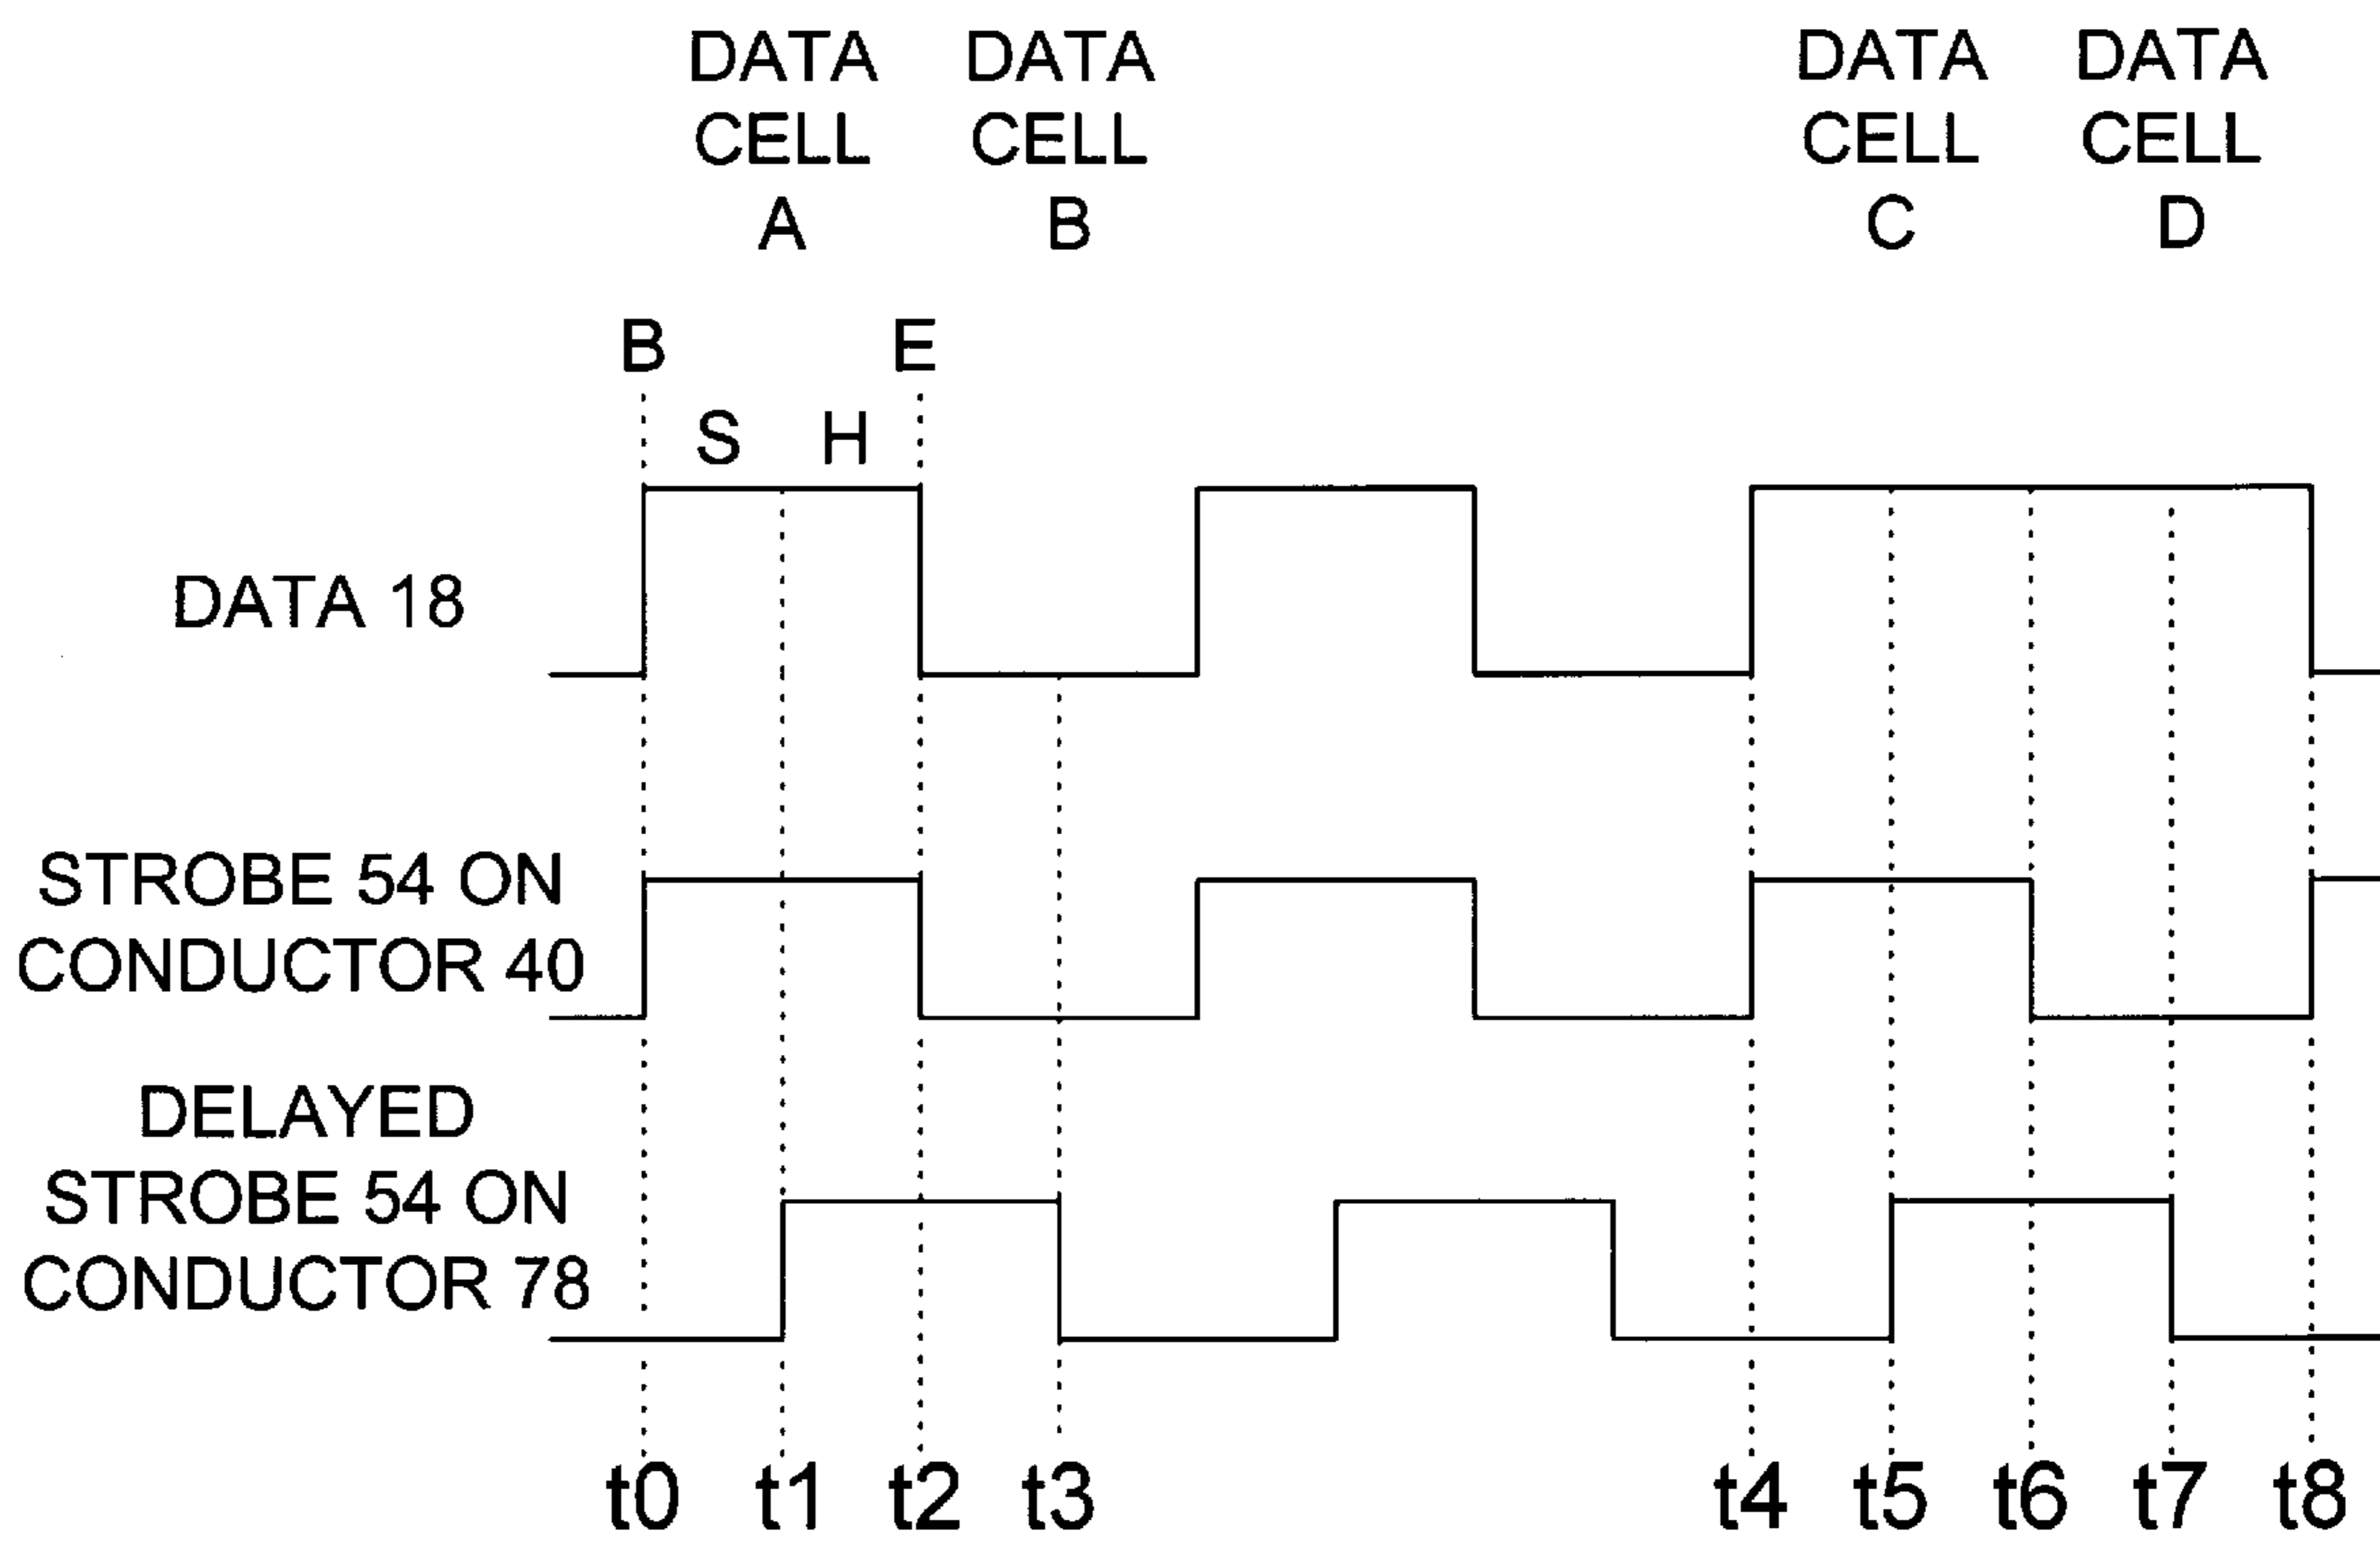 DATA DATA DATA DATA
CELL CELL CELL CELL
A B C D
B E
S H
DATA 18
STROBE 54 ON
CONDUCTOR 40
DELAYED
STROBE 54 ON
CONDUCTOR 78
t0 t1 t2 t3 t4 t5 t6 t7 t8